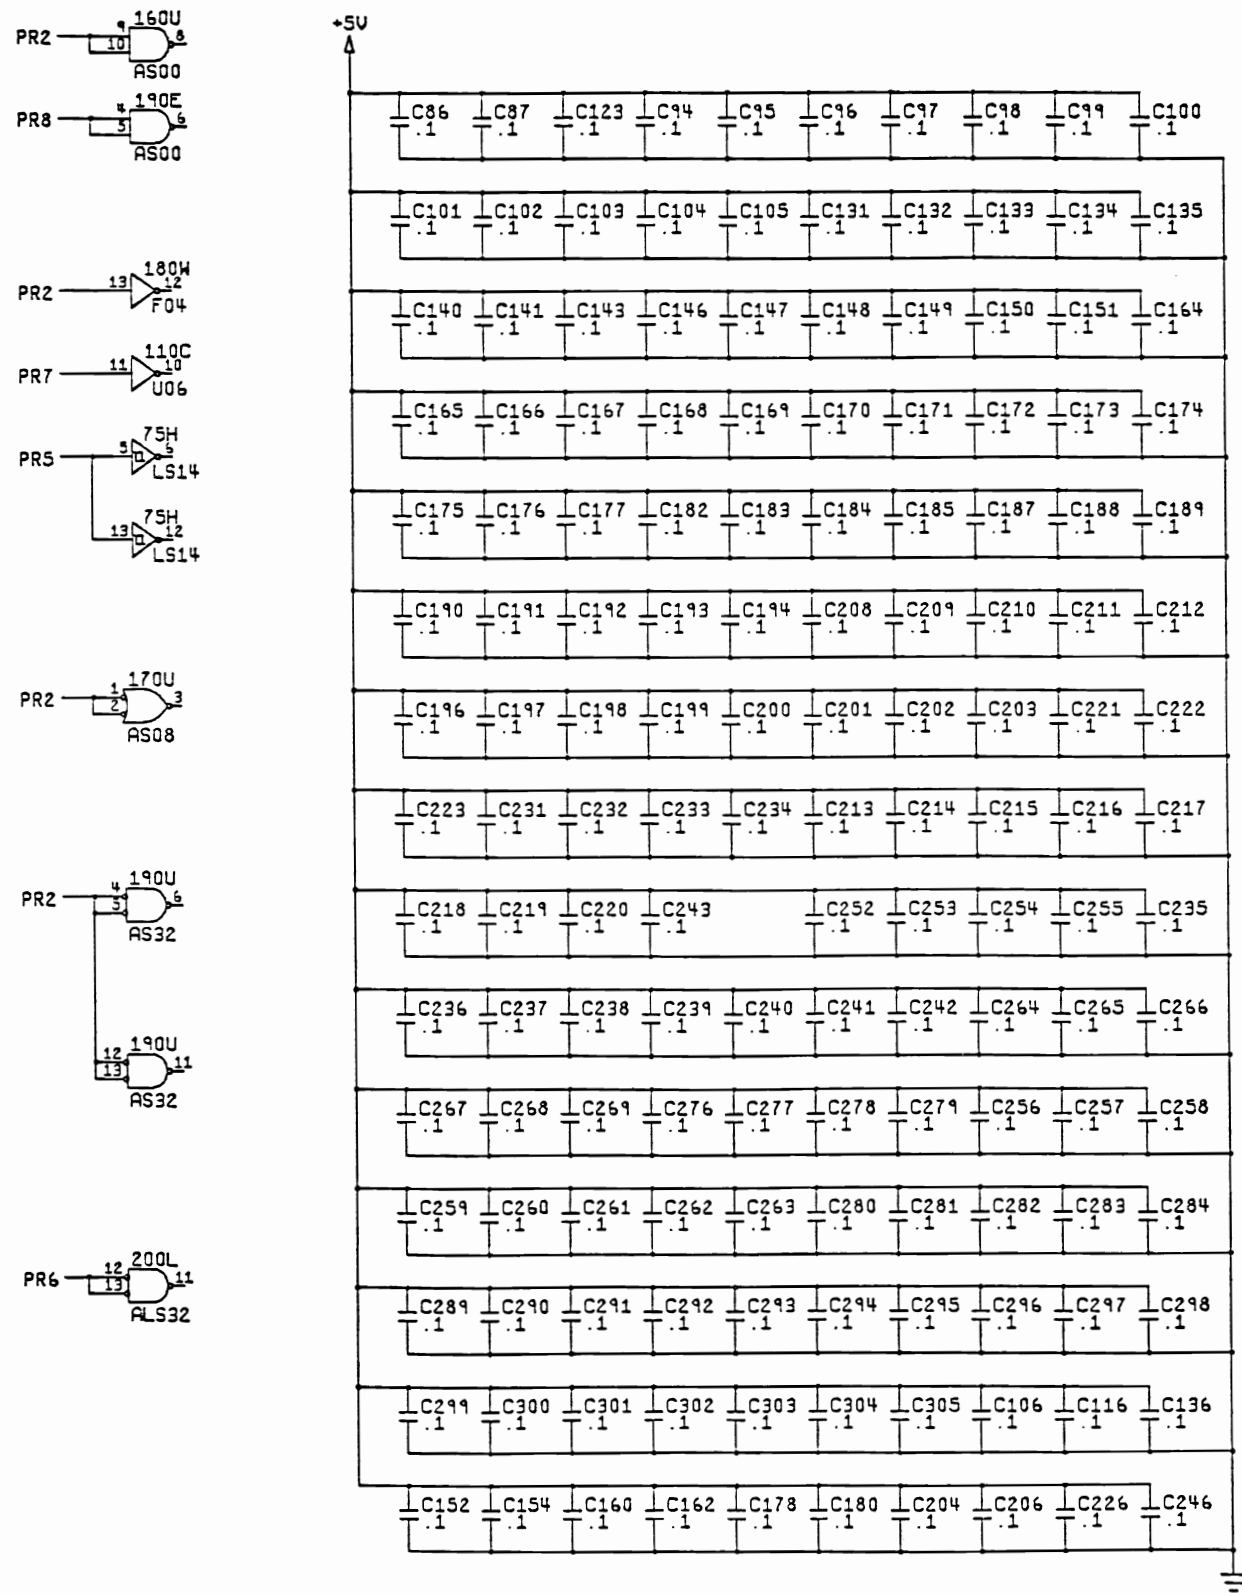 160U
PR2 9 10 8
AS00
190E
PR8 4 5 6
AS00
180W
PR2 13 12
F04
110C
PR7 11 10
U06
75H
PR5 5 6
LS14
75H
13 12
LS14
170U
PR2 1 2 3
AS08
190U
PR2 4 5 6
AS32
190U
12 13 11
AS32
200L
PR6 12 13 11
ALS32
+5V
C86 C87 C123 C94 C95 C96 C97 C98 C99 C100
.1 .1 .1 .1 .1 .1 .1 .1 .1 .1
C101 C102 C103 C104 C105 C131 C132 C133 C134 C135
.1 .1 .1 .1 .1 .1 .1 .1 .1 .1
C140 C141 C143 C146 C147 C148 C149 C150 C151 C164
.1 .1 .1 .1 .1 .1 .1 .1 .1 .1
C165 C166 C167 C168 C169 C170 C171 C172 C173 C174
.1 .1 .1 .1 .1 .1 .1 .1 .1 .1
C175 C176 C177 C182 C183 C184 C185 C187 C188 C189
.1 .1 .1 .1 .1 .1 .1 .1 .1 .1
C190 C191 C192 C193 C194 C208 C209 C210 C211 C212
.1 .1 .1 .1 .1 .1 .1 .1 .1 .1
C196 C197 C198 C199 C200 C201 C202 C203 C221 C222
.1 .1 .1 .1 .1 .1 .1 .1 .1 .1
C223 C231 C232 C233 C234 C213 C214 C215 C216 C217
.1 .1 .1 .1 .1 .1 .1 .1 .1 .1
C218 C219 C220 C243 C252 C253 C254 C255 C235
.1 .1 .1 .1 .1 .1 .1 .1 .1
C236 C237 C238 C239 C240 C241 C242 C264 C265 C266
.1 .1 .1 .1 .1 .1 .1 .1 .1 .1
C267 C268 C269 C276 C277 C278 C279 C256 C257 C258
.1 .1 .1 .1 .1 .1 .1 .1 .1 .1
C259 C260 C261 C262 C263 C280 C281 C282 C283 C284
.1 .1 .1 .1 .1 .1 .1 .1 .1 .1
C289 C290 C291 C292 C293 C294 C295 C296 C297 C298
.1 .1 .1 .1 .1 .1 .1 .1 .1 .1
C299 C300 C301 C302 C303 C304 C305 C106 C116 C136
.1 .1 .1 .1 .1 .1 .1 .1 .1 .1
C152 C154 C160 C162 C178 C180 C204 C206 C226 C246
.1 .1 .1 .1 .1 .1 .1 .1 .1 .1